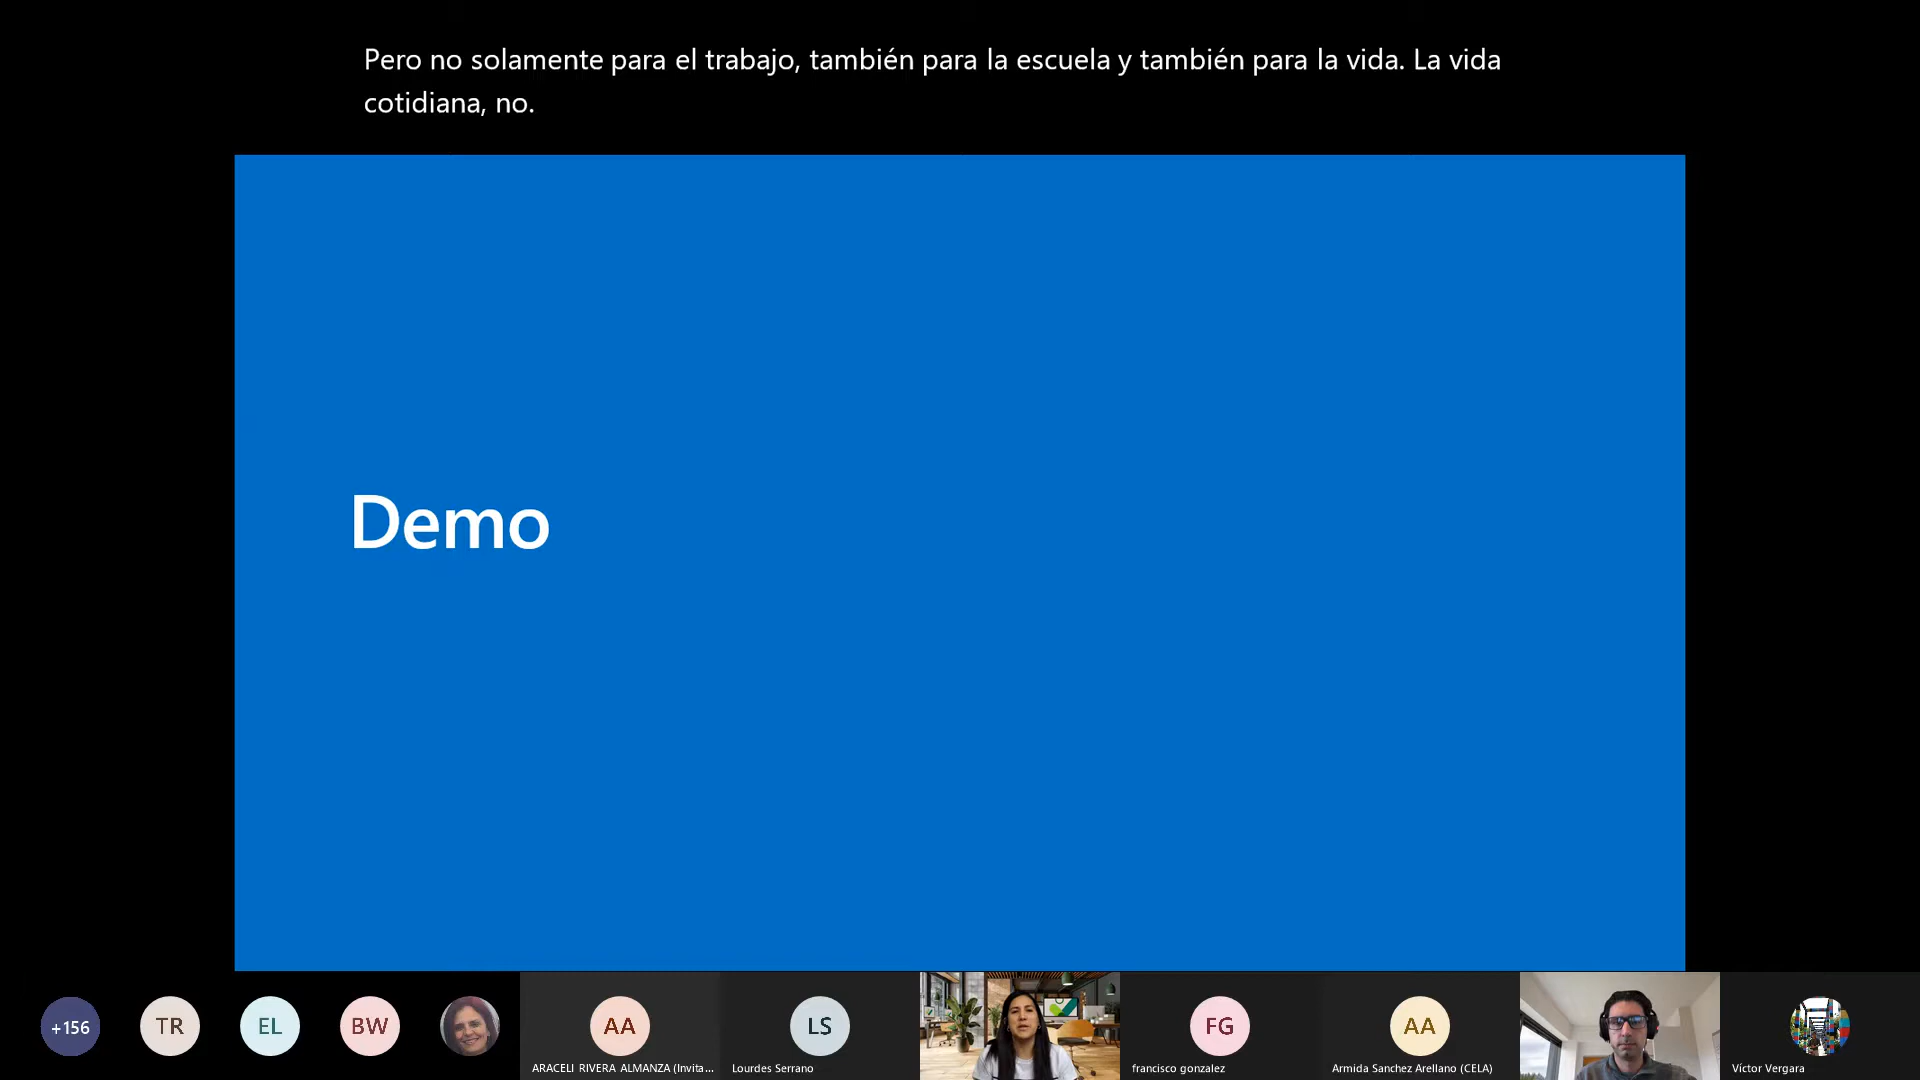 Pero no solamente para el trabajo, también para la escuela y también para la vida. La vida
cotidiana, no.
Demo
+156
TR
EL
BW
AA
LS
FG
AA
ARACELI RIVERA ALMANZA (Invita...
Lourdes Serrano
francisco gonzalez
Armida Sanchez Arellano (CELA)
Víctor Vergara